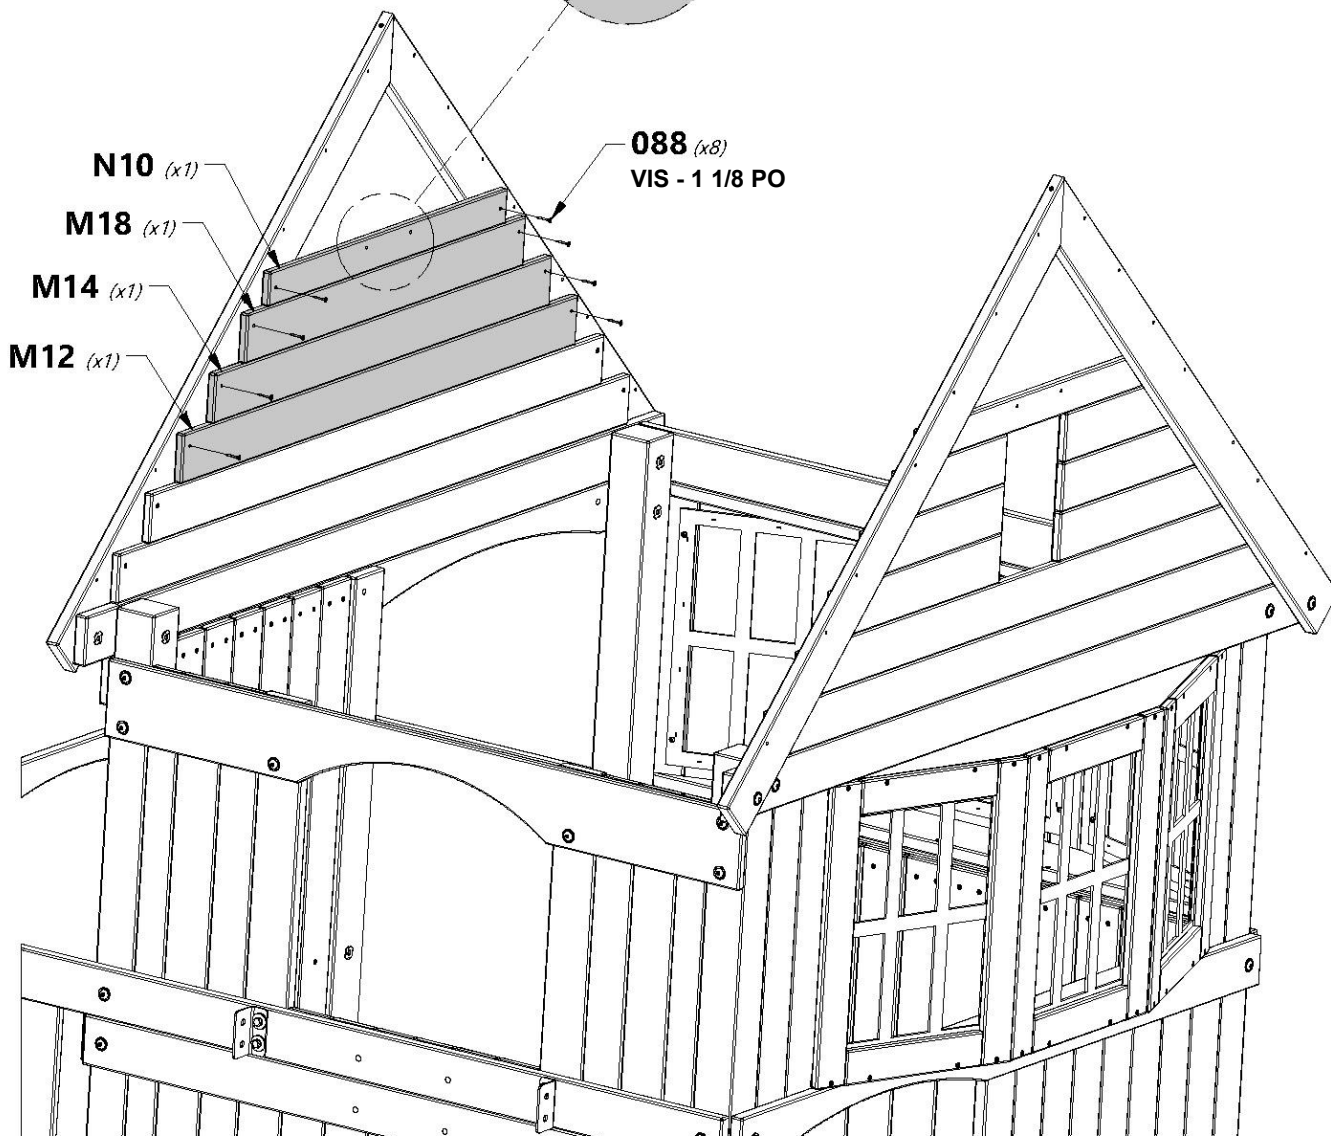 088 (x8)
VIS - 1 1/8 PO
N10 (x1)
M18 (x1)
M14 (x1)
M12 (x1)